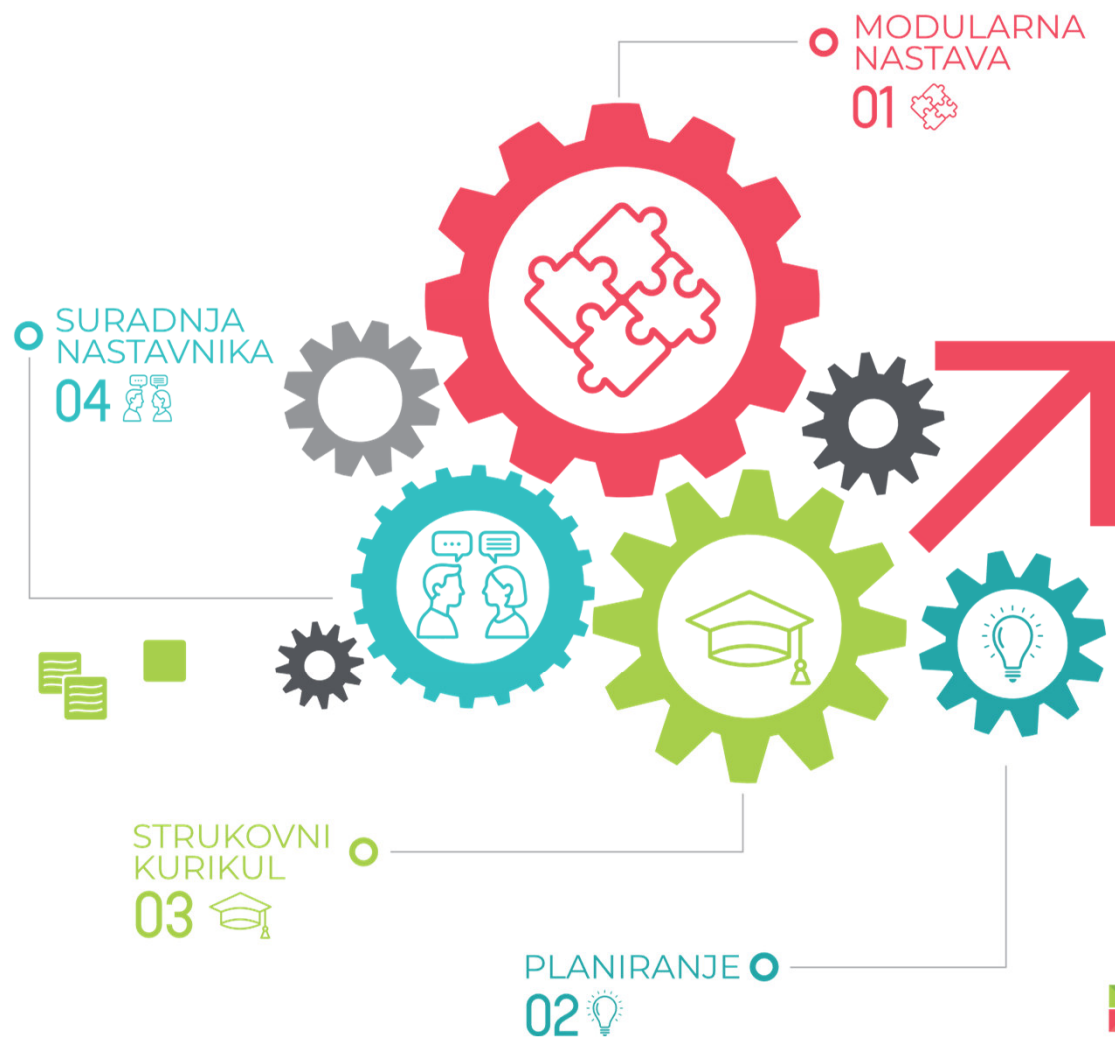 MODULARNA
NASTAVA
01
SURADNJA
NASTAVNIKA
04
STRUKOVNI
KURIKUL
03
PLANIRANJE
02